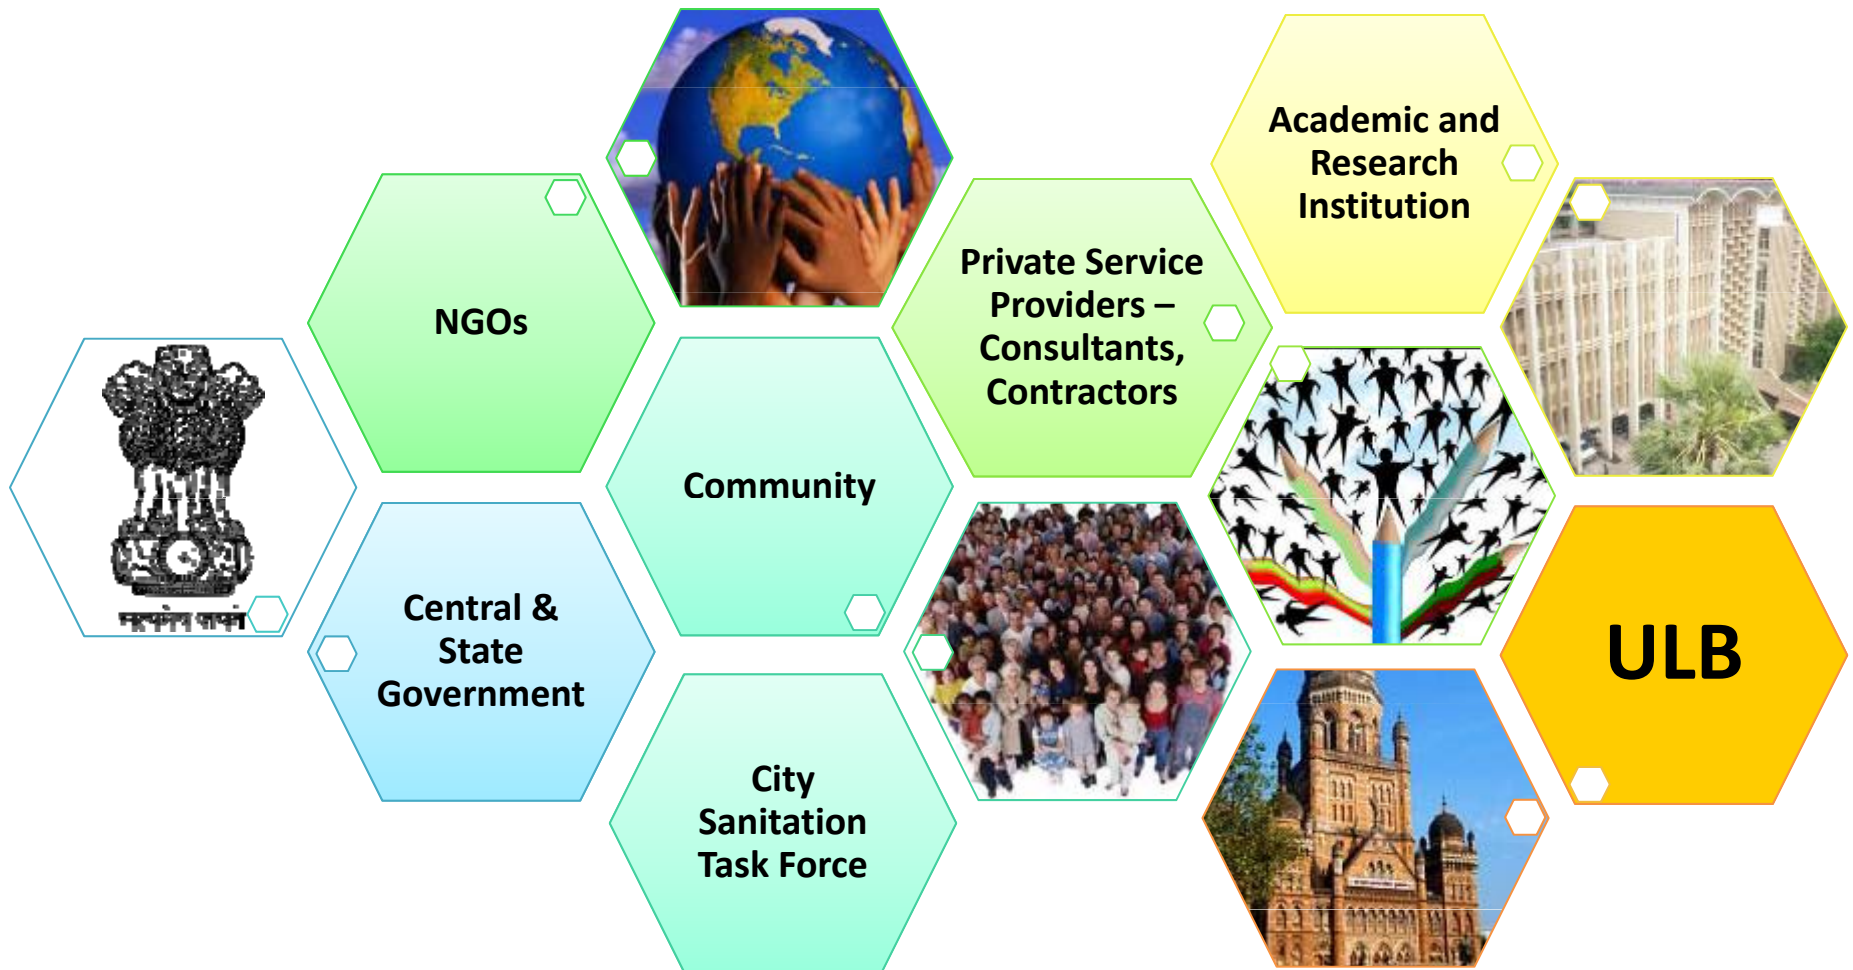 Academic and
Research
Institution
Private Service
Providers –
Consultants,
Contractors
NGOs
Community
Central &
State
Government
ULB
City
Sanitation
Task Force